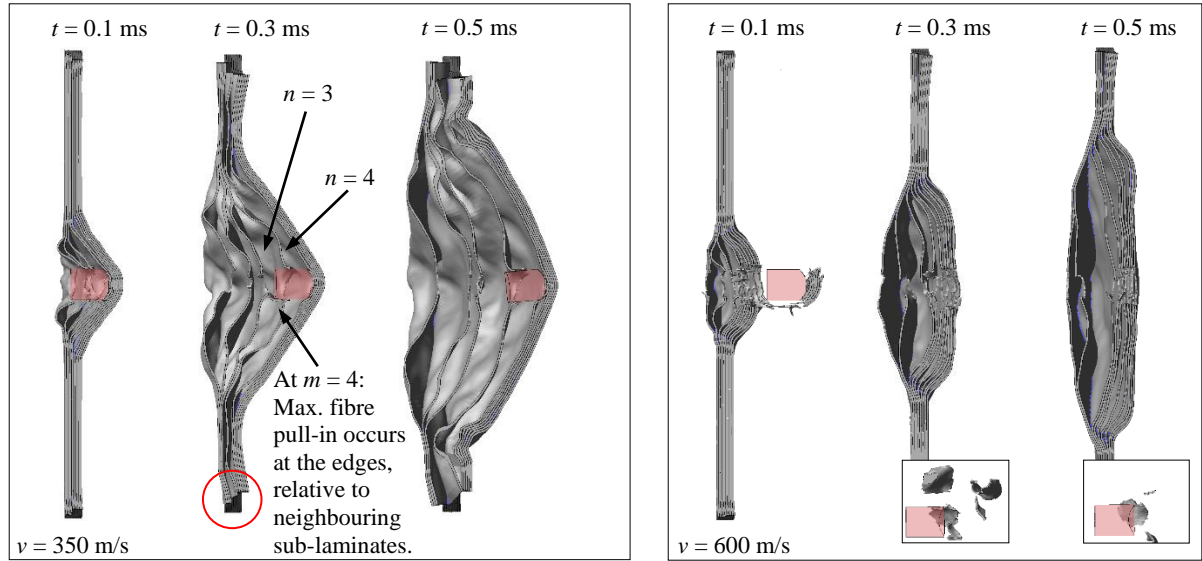 t = 0.1 ms
t = 0.3 ms
t = 0.5 ms
n = 3
n = 4
At m = 4:
Max. fibre
pull-in occurs
at the edges,
relative to
neighbouring
sub-laminates.
v = 350 m/s
t = 0.1 ms
t = 0.3 ms
t = 0.5 ms
v = 600 m/s